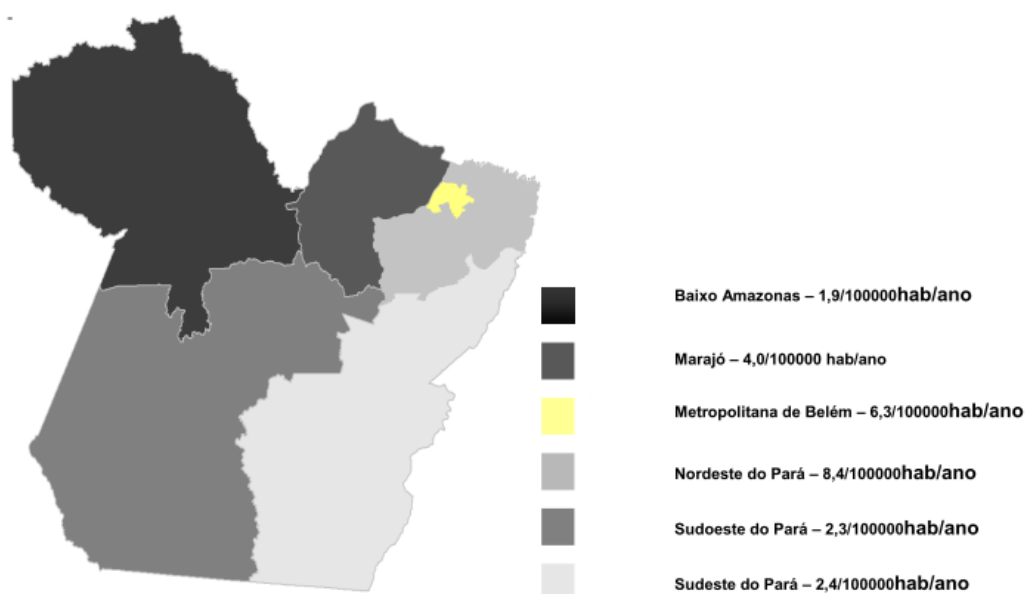 Baixo Amazonas – 1,9/100000hab/ano
Marajó – 4,0/100000 hab/ano
Metropolitana de Belém – 6,3/100000hab/ano
Nordeste do Pará – 8,4/100000hab/ano
Sudoeste do Pará – 2,3/100000hab/ano
Sudeste do Pará – 2,4/100000hab/ano